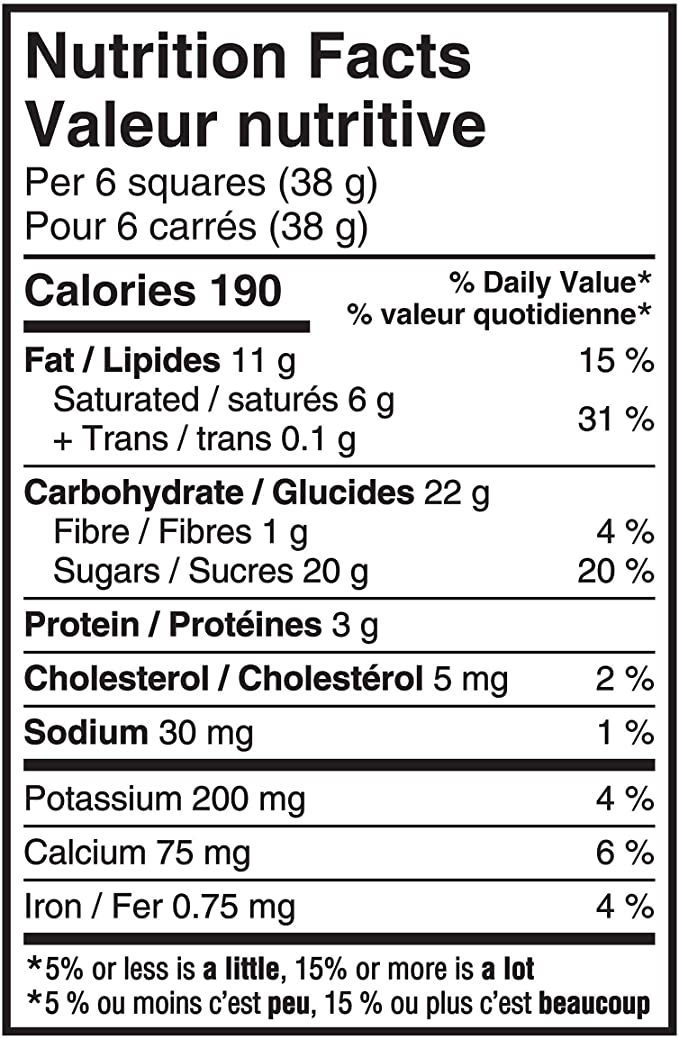 Nutrition Facts
Valeur nutritive
Per 6 squares (38 g)
Pour 6 carrés (38 g)
Calories 190
% Daily Value*
% valeur quotidienne*
Fat / Lipides 11 g 15 %
Saturated / saturés 6 g
+ Trans / trans 0.1 g 31 %
Carbohydrate / Glucides 22 g
Fibre / Fibres 1 g 4 %
Sugars / Sucres 20 g 20 %
Protein / Protéines 3 g
Cholesterol / Cholestérol 5 mg 2 %
Sodium 30 mg 1 %
Potassium 200 mg 4 %
Calcium 75 mg 6 %
Iron / Fer 0.75 mg 4 %
*5% or less is a little, 15% or more is a lot
*5 % ou moins c'est peu, 15 % ou plus c'est beaucoup